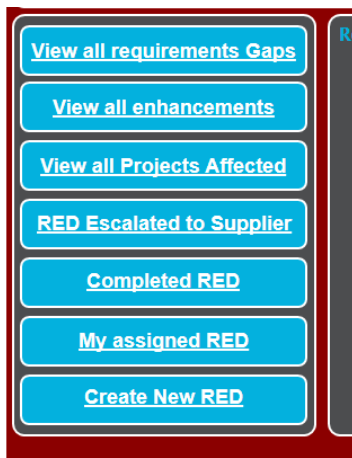 View all requirements Gaps
View all enhancements
View all Projects Affected
RED Escalated to Supplier
Completed RED
My assigned RED
Create New RED